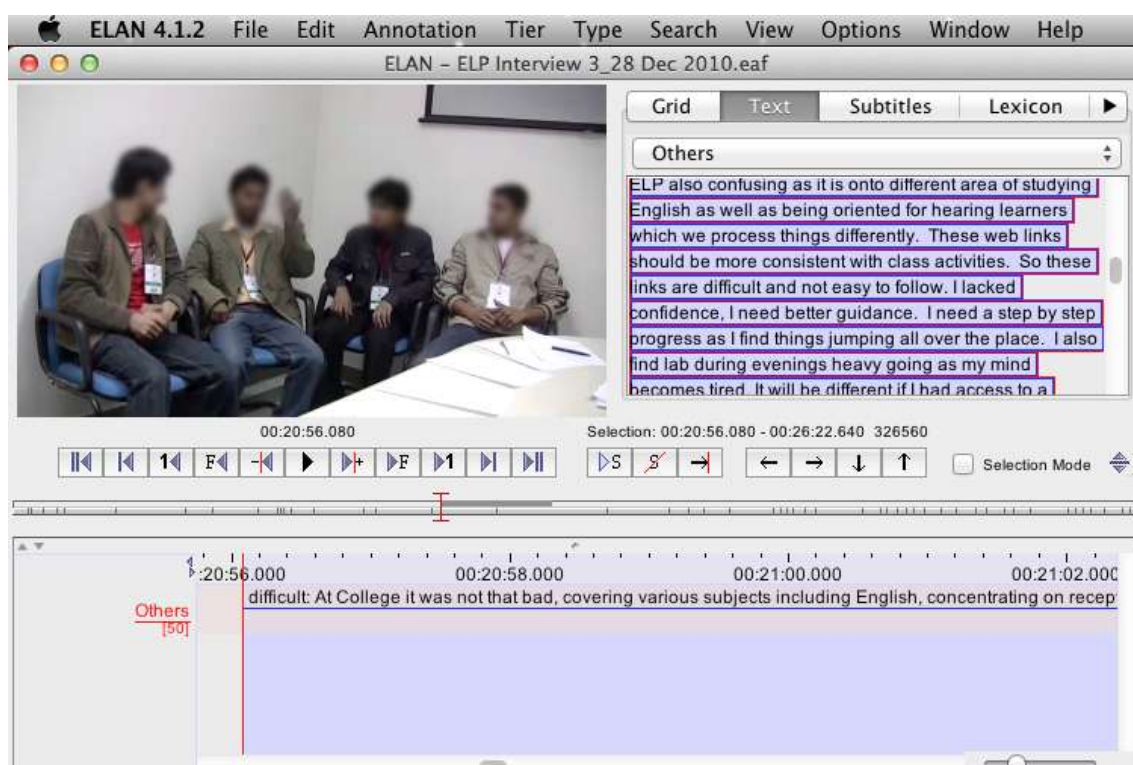 ELAN 4.1.2 File Edit Annotation Tier Type Search View Options Window Help
ELAN – ELP Interview 3_28 Dec 2010.eaf
Grid Text Subtitles Lexicon
Others
ELP also confusing as it is onto different area of studying
English as well as being oriented for hearing learners
which we process things differently. These web links
should be more consistent with class activities. So these
links are difficult and not easy to follow. I lacked
confidence, I need better guidance. I need a step by step
progress as I find things jumping all over the place. I also
find lab during evenings heavy going as my mind
becomes tired. It will be different if I had access to a
00:20:56.080
Selection: 00:20:56.080 - 00:26:22.640 326560
1 F + F 1 S S Selection Mode
:20:56.000 00:20:58.000 00:21:00.000 00:21:02.000
difficult: At College it was not that bad, covering various subjects including English, concentrating on recep
Others
[50]